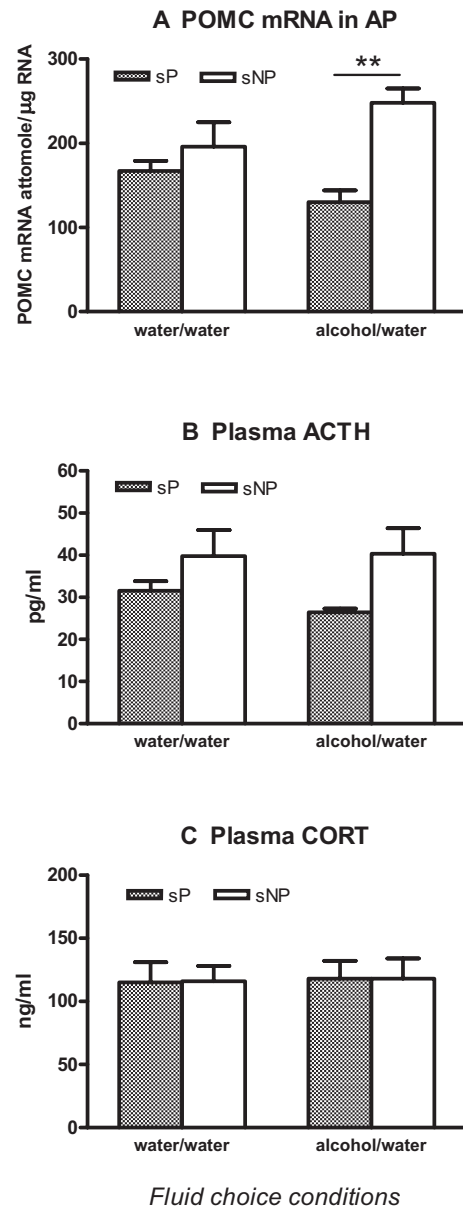 A POMC mRNA in AP
POMC mRNA attomole/µg RNA
300
200
100
0
sP sNP
**
water/water alcohol/water
B Plasma ACTH
pg/ml
60
50
40
30
20
10
0
sP sNP
water/water alcohol/water
C Plasma CORT
ng/ml
200
150
100
50
0
sP sNP
water/water alcohol/water
Fluid choice conditions